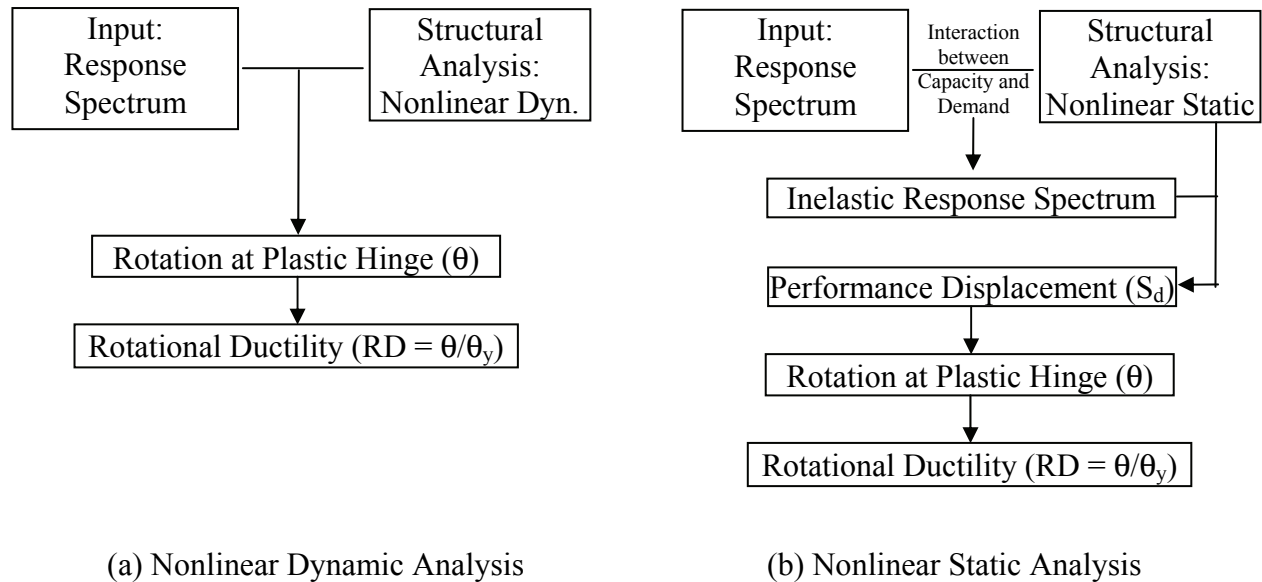 Input:
Response
Spectrum
Structural
Analysis:
Nonlinear Dyn.
Rotation at Plastic Hinge (θ)
Rotational Ductility (RD = θ/θy)
(a) Nonlinear Dynamic Analysis
Input:
Response
Spectrum
Interaction
between
Capacity and
Demand
Structural
Analysis:
Nonlinear Static
Inelastic Response Spectrum
Performance Displacement (Sd)
Rotation at Plastic Hinge (θ)
Rotational Ductility (RD = θ/θy)
(b) Nonlinear Static Analysis